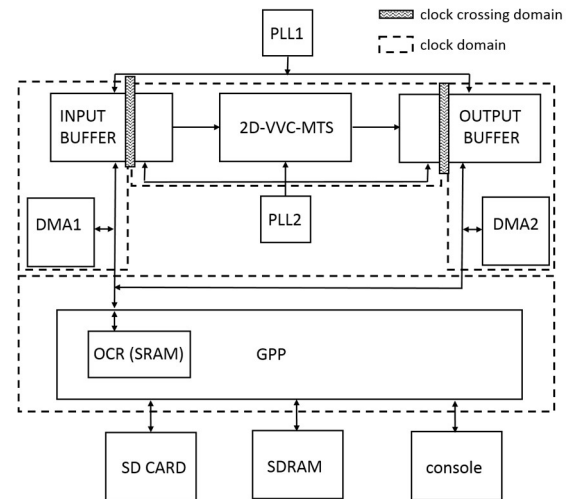 PLL1
clock crossing domain
clock domain
INPUT
BUFFER
2D-VVC-MTS
OUTPUT
BUFFER
DMA1
PLL2
DMA2
OCR (SRAM)
GPP
SD CARD
SDRAM
console